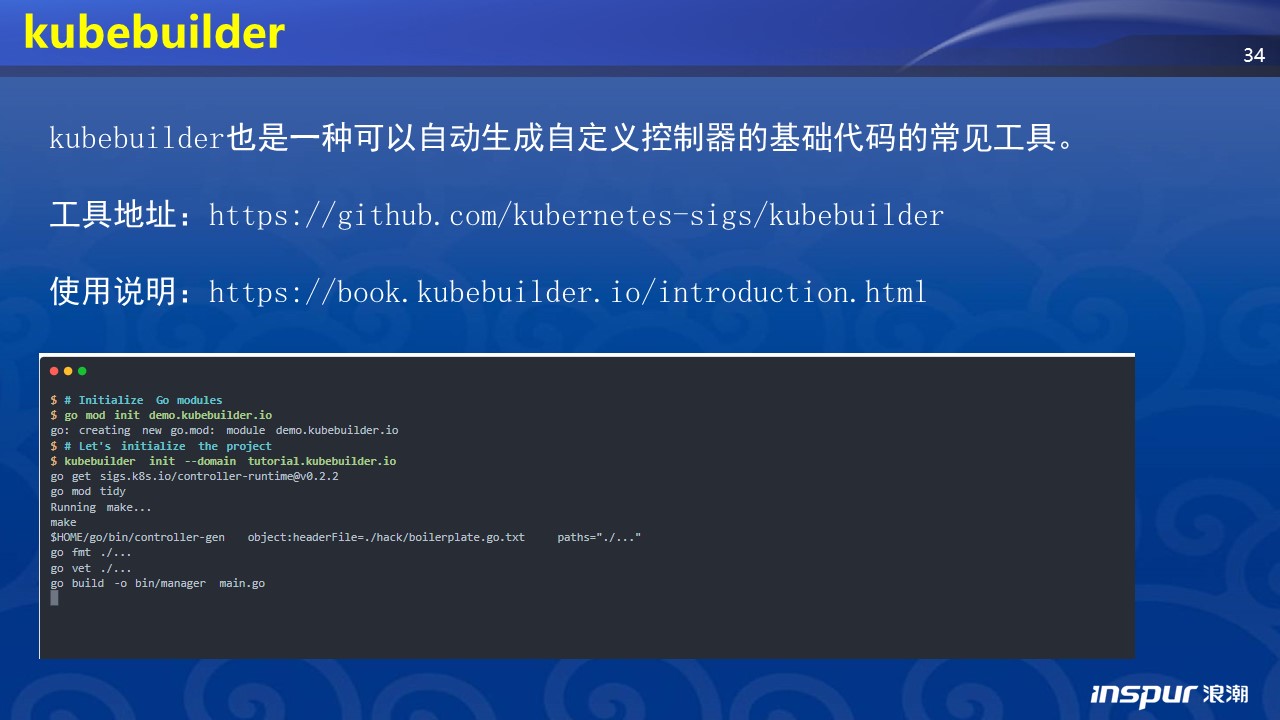 kubebuilder
34
kubebuilder也是一种可以自动生成自定义控制器的基础代码的常见工具。
工具地址：https://github.com/kubernetes-sigs/kubebuilder
使用说明：https://book.kubebuilder.io/introduction.html
$ # Initialize Go modules
$ go mod init demo.kubebuilder.io
go: creating new go.mod: module demo.kubebuilder.io
$ # Let's initialize the project
$ kubebuilder init --domain tutorial.kubebuilder.io
go get sigs.k8s.io/controller-runtime@v0.2.2
go mod tidy
Running make...
make
$HOME/go/bin/controller-gen object:headerFile=./hack/boilerplate.go.txt paths="./..."
go fmt ./...
go vet ./...
go build -o bin/manager main.go
inspur 浪潮